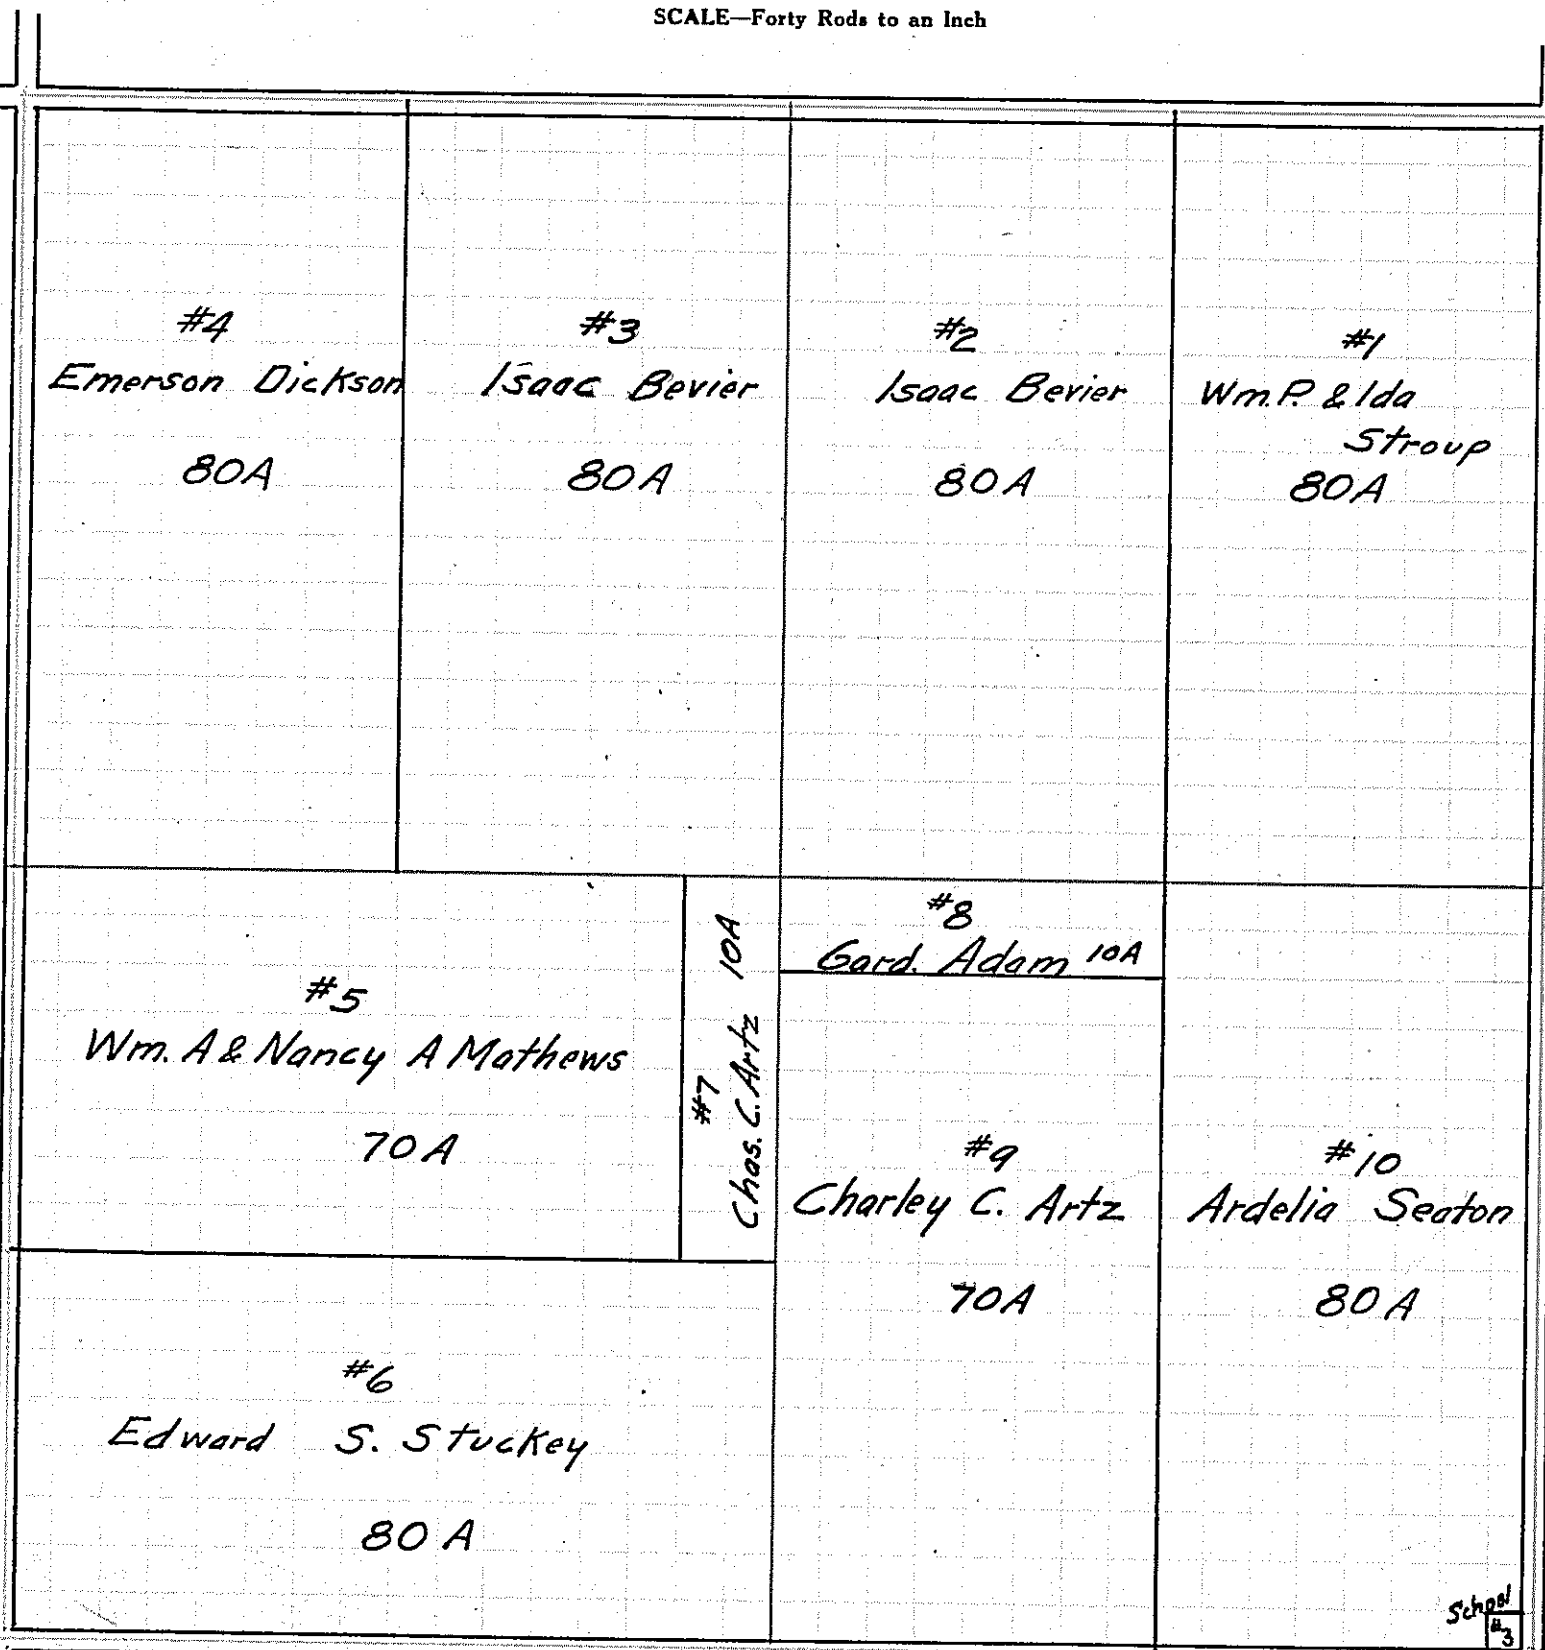 SCALE—Forty Rods to an Inch
#4
Emerson Dickson
80A
#3
Isaac Bevier
80A
#2
Isaac Bevier
80A
#1
Wm. P. & Ida
Stroup
80A
#5
Wm. A & Nancy A Mathews
70A
#7
Chas. C. Artz 10A
#8
Gard. Adam 10A
#9
Charley C. Artz
70A
#10
Ardelia Seaton
80A
#6
Edward S. Stuckey
80A
School
#3